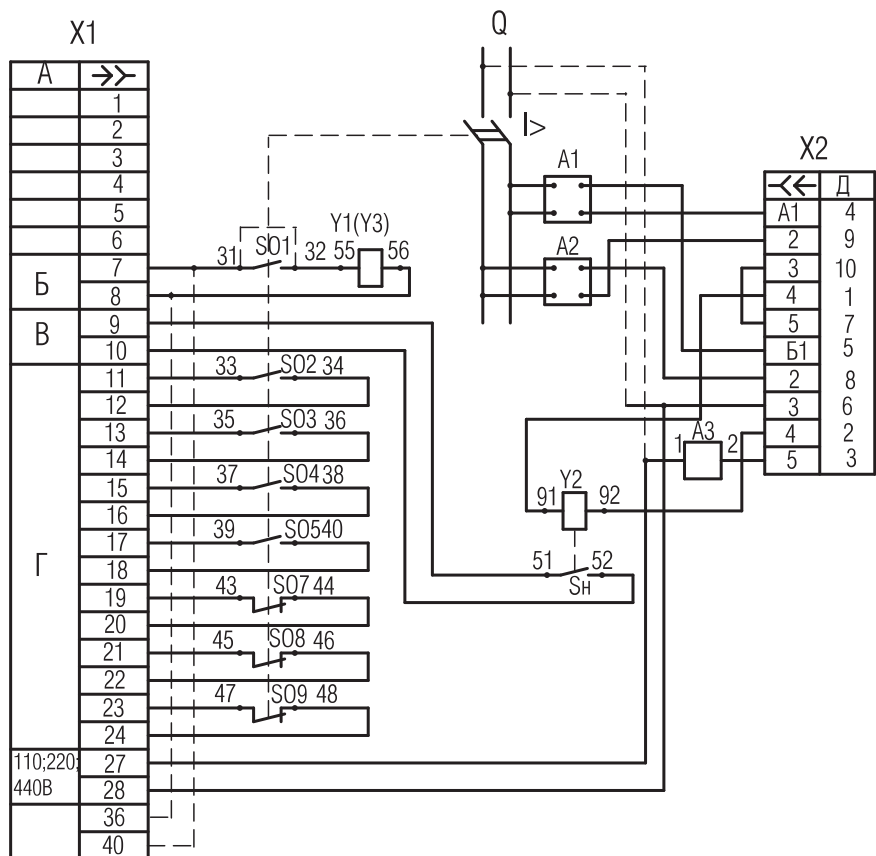 X1
Q
А
1
2
3
4
5
6
7
Б
8
9
В
10
11
12
13
14
15
16
17
Г
18
19
20
21
22
23
24
110;220;
27
440В
28
36
40
31 SO1 32 55 Y1(Y3) 56
33 SO2 34
35 SO3 36
37 SO4 38
39 SO5 40
43 SO7 44
45 SO8 46
47 SO9 48
I>
A1
A2
X2
Д
А1 4
2 9
3 10
4 1
5 7
Б1 5
2 8
3 6
4 2
5 3
1 A3 2
91 Y2 92
51 Sн 52